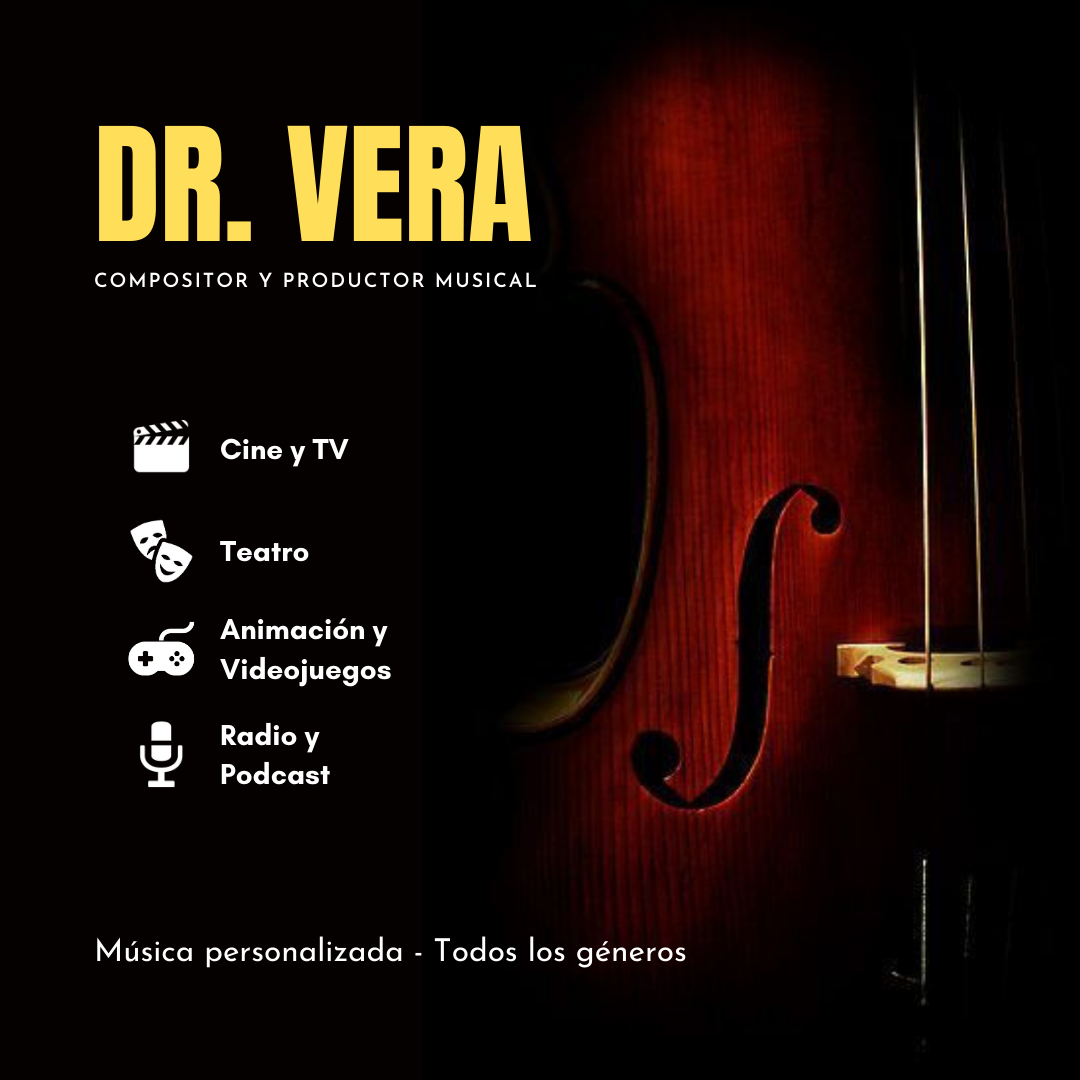 DR. VERA
COMPOSITOR Y PRODUCTOR MUSICAL
Cine y TV
Teatro
Animación y
Videojuegos
Radio y
Podcast
Música personalizada - Todos los géneros